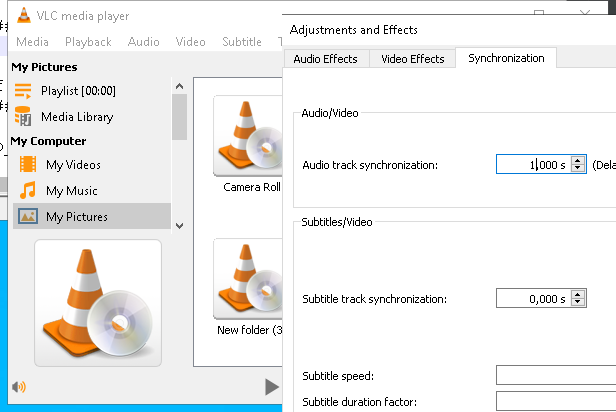 VLC media player
Media Playback Audio Video Subtitle
My Pictures
Playlist [00:00]
Media Library
My Computer
My Videos
My Music
My Pictures
Camera Roll
New folder (3
Adjustments and Effects
Audio Effects Video Effects Synchronization
Audio/Video
Audio track synchronization: 1,000 s (Dela
Subtitles/Video
Subtitle track synchronization: 0,000 s
Subtitle speed:
Subtitle duration factor: